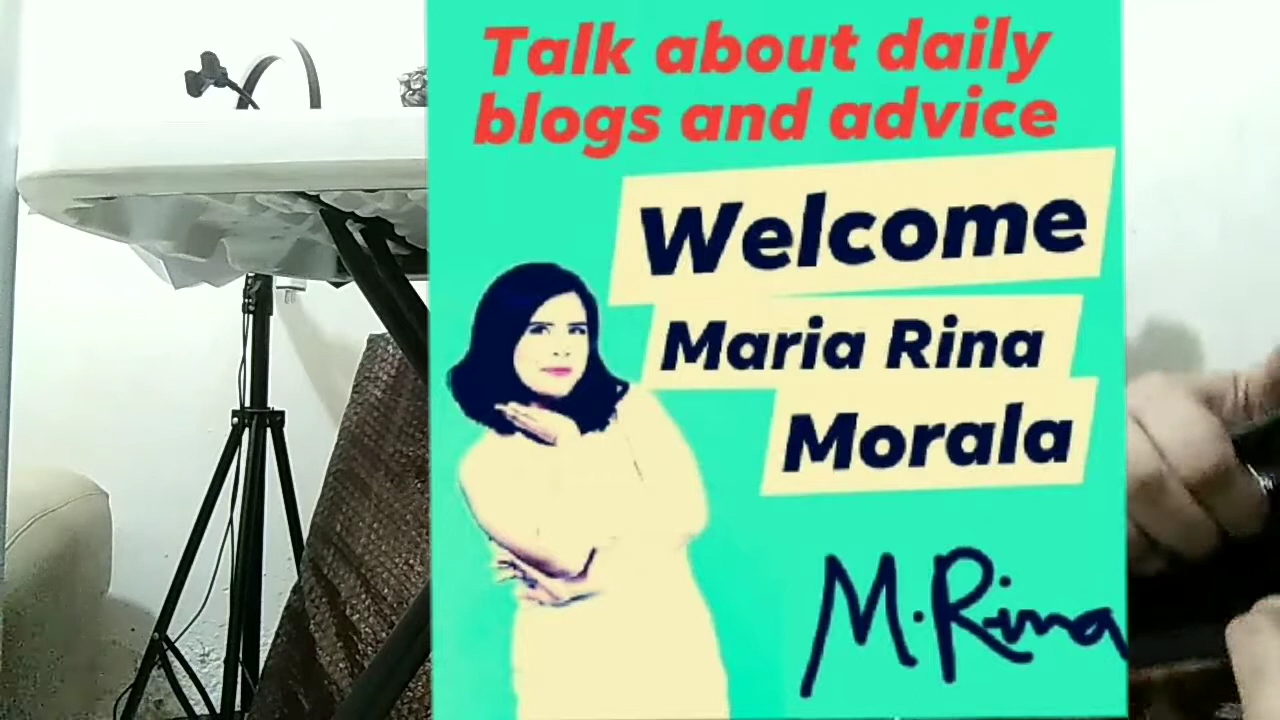 Talk about daily
blogs and advice
Welcome
Maria Rina
Morala
M.Rina